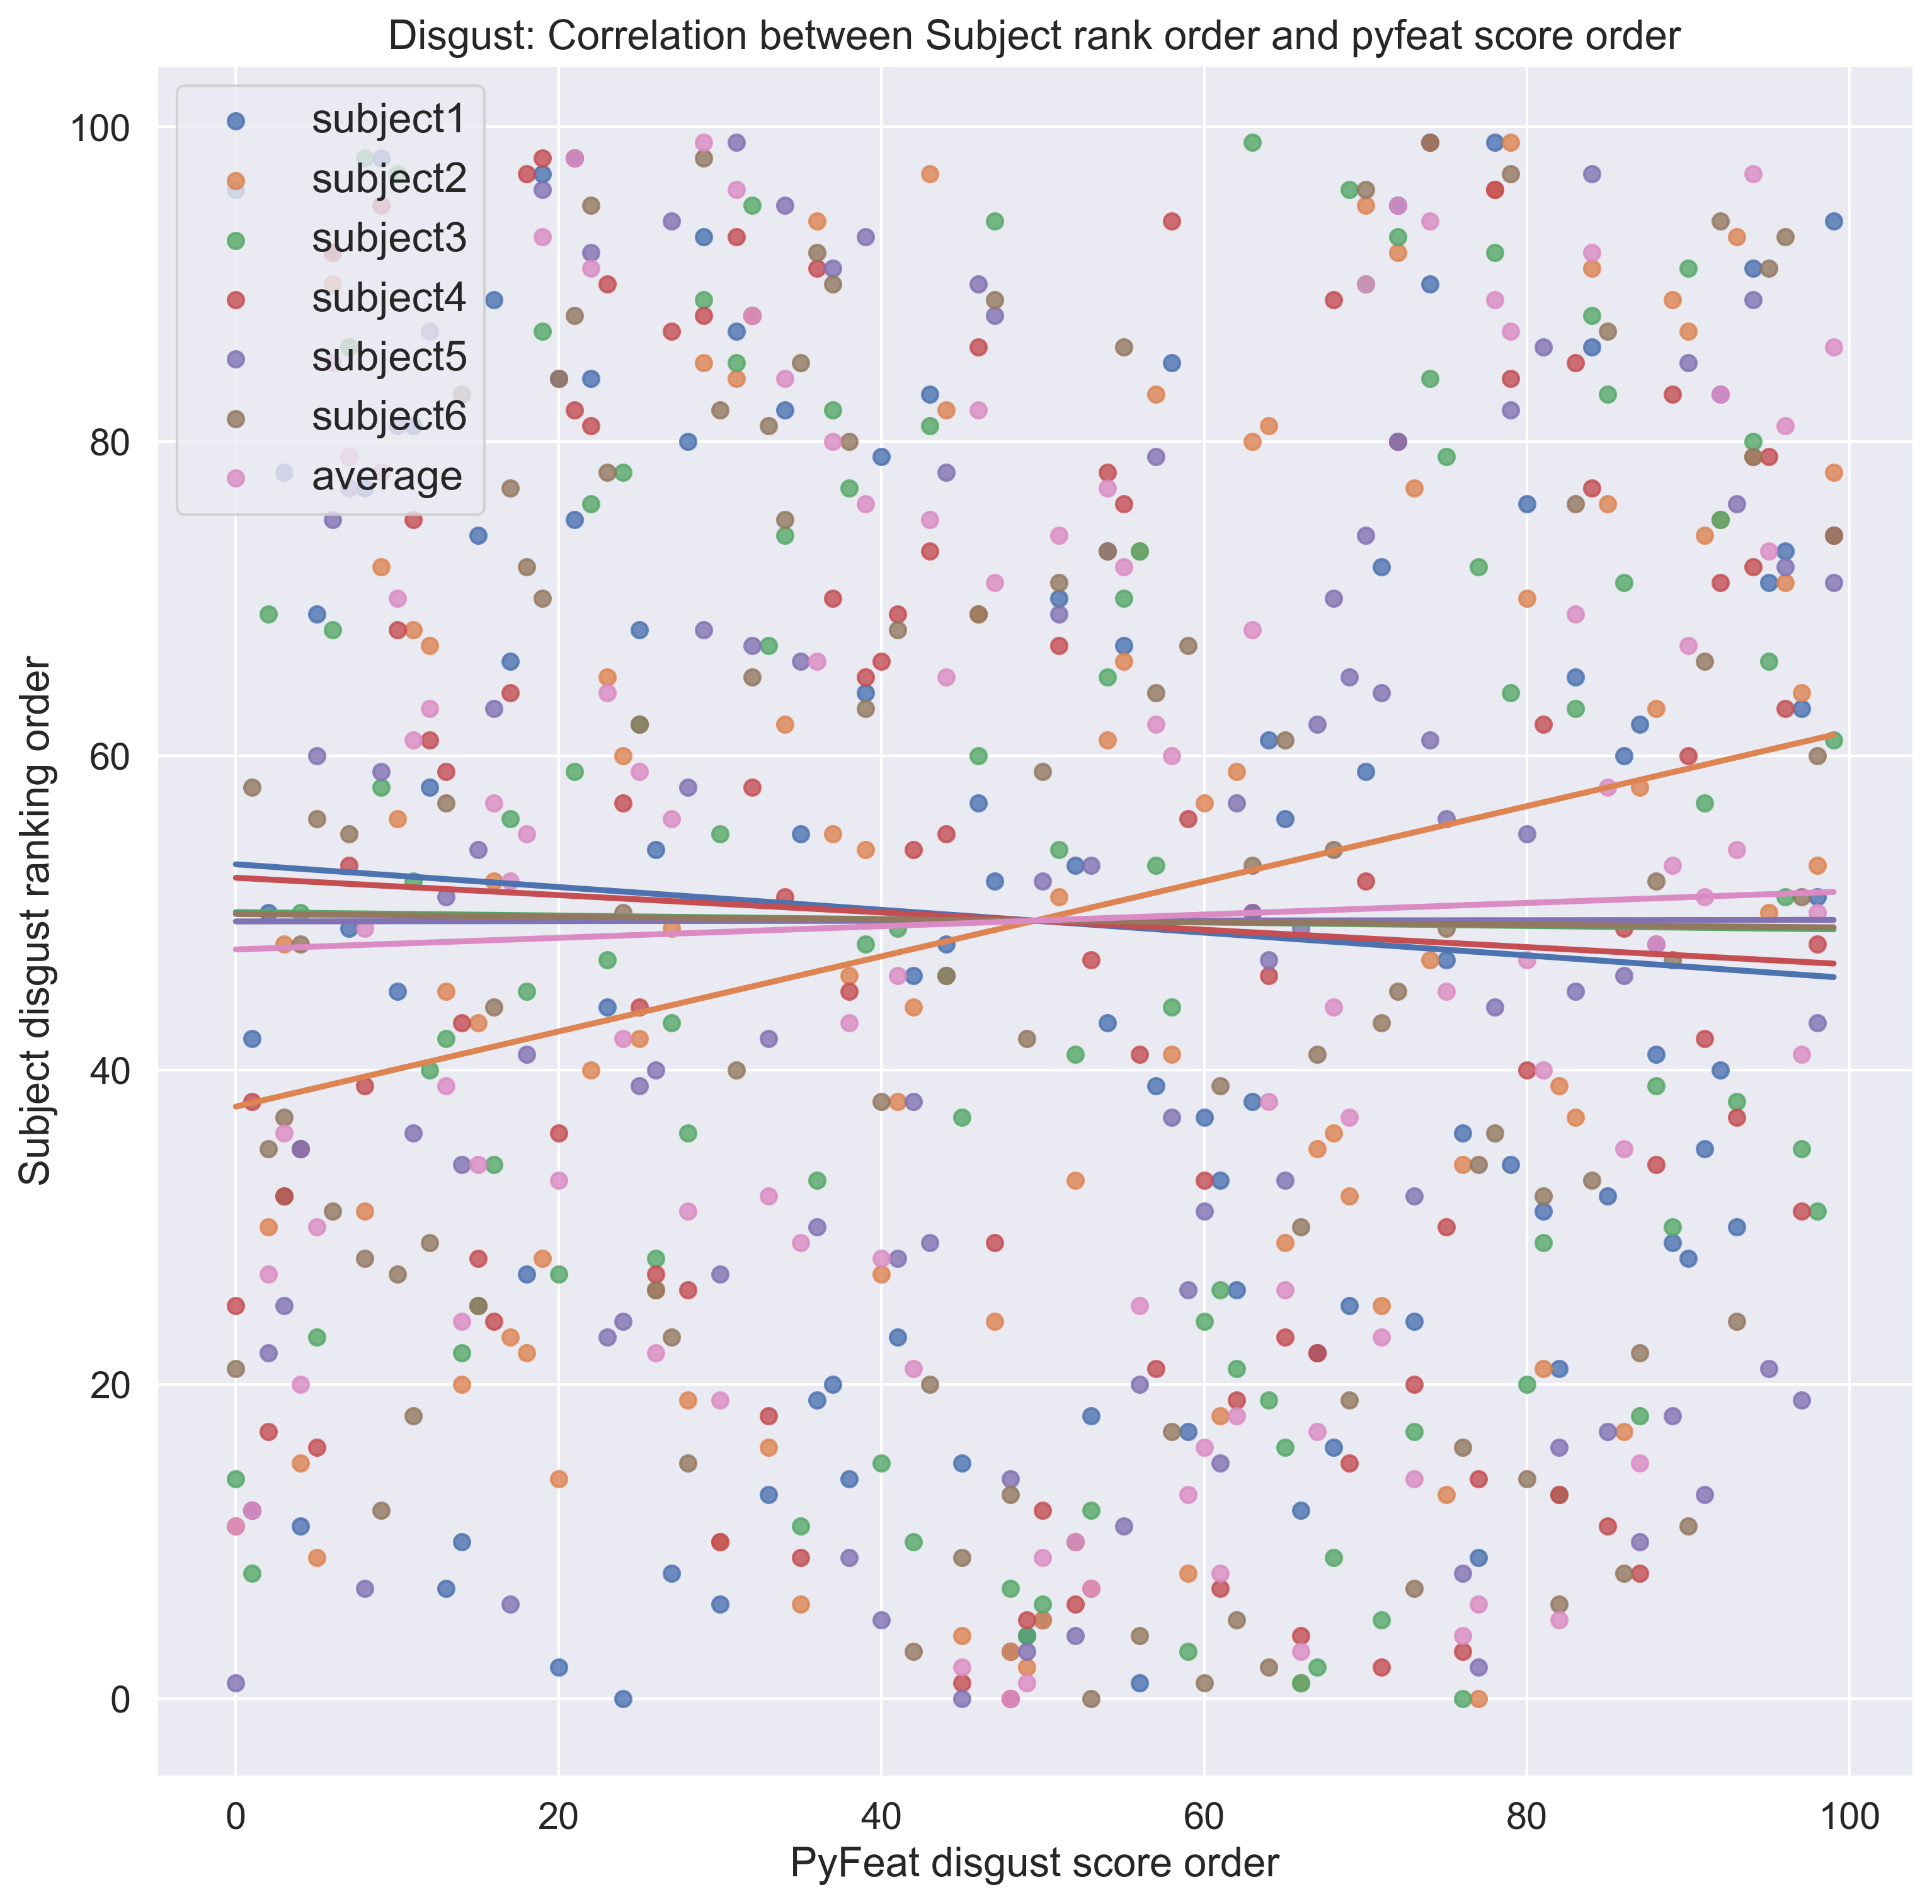 Disgust: Correlation between Subject rank order and pyfeat score order
subject1
subject2
subject3
subject4
subject5
subject6
average
100
80
60
40
20
0
Subject disgust ranking order
0 20 40 60 80 100
PyFeat disgust score order